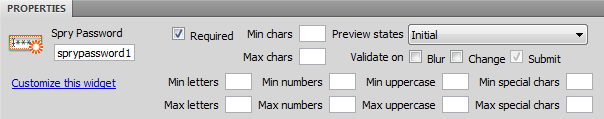 PROPERTIES
Spry Password
Required
Min chars
Preview states
Initial
sprypassword1
Max chars
Validate on
Blur
Change
Submit
Customize this widget
Min letters
Min numbers
Min uppercase
Min special chars
Max letters
Max numbers
Max uppercase
Max special chars